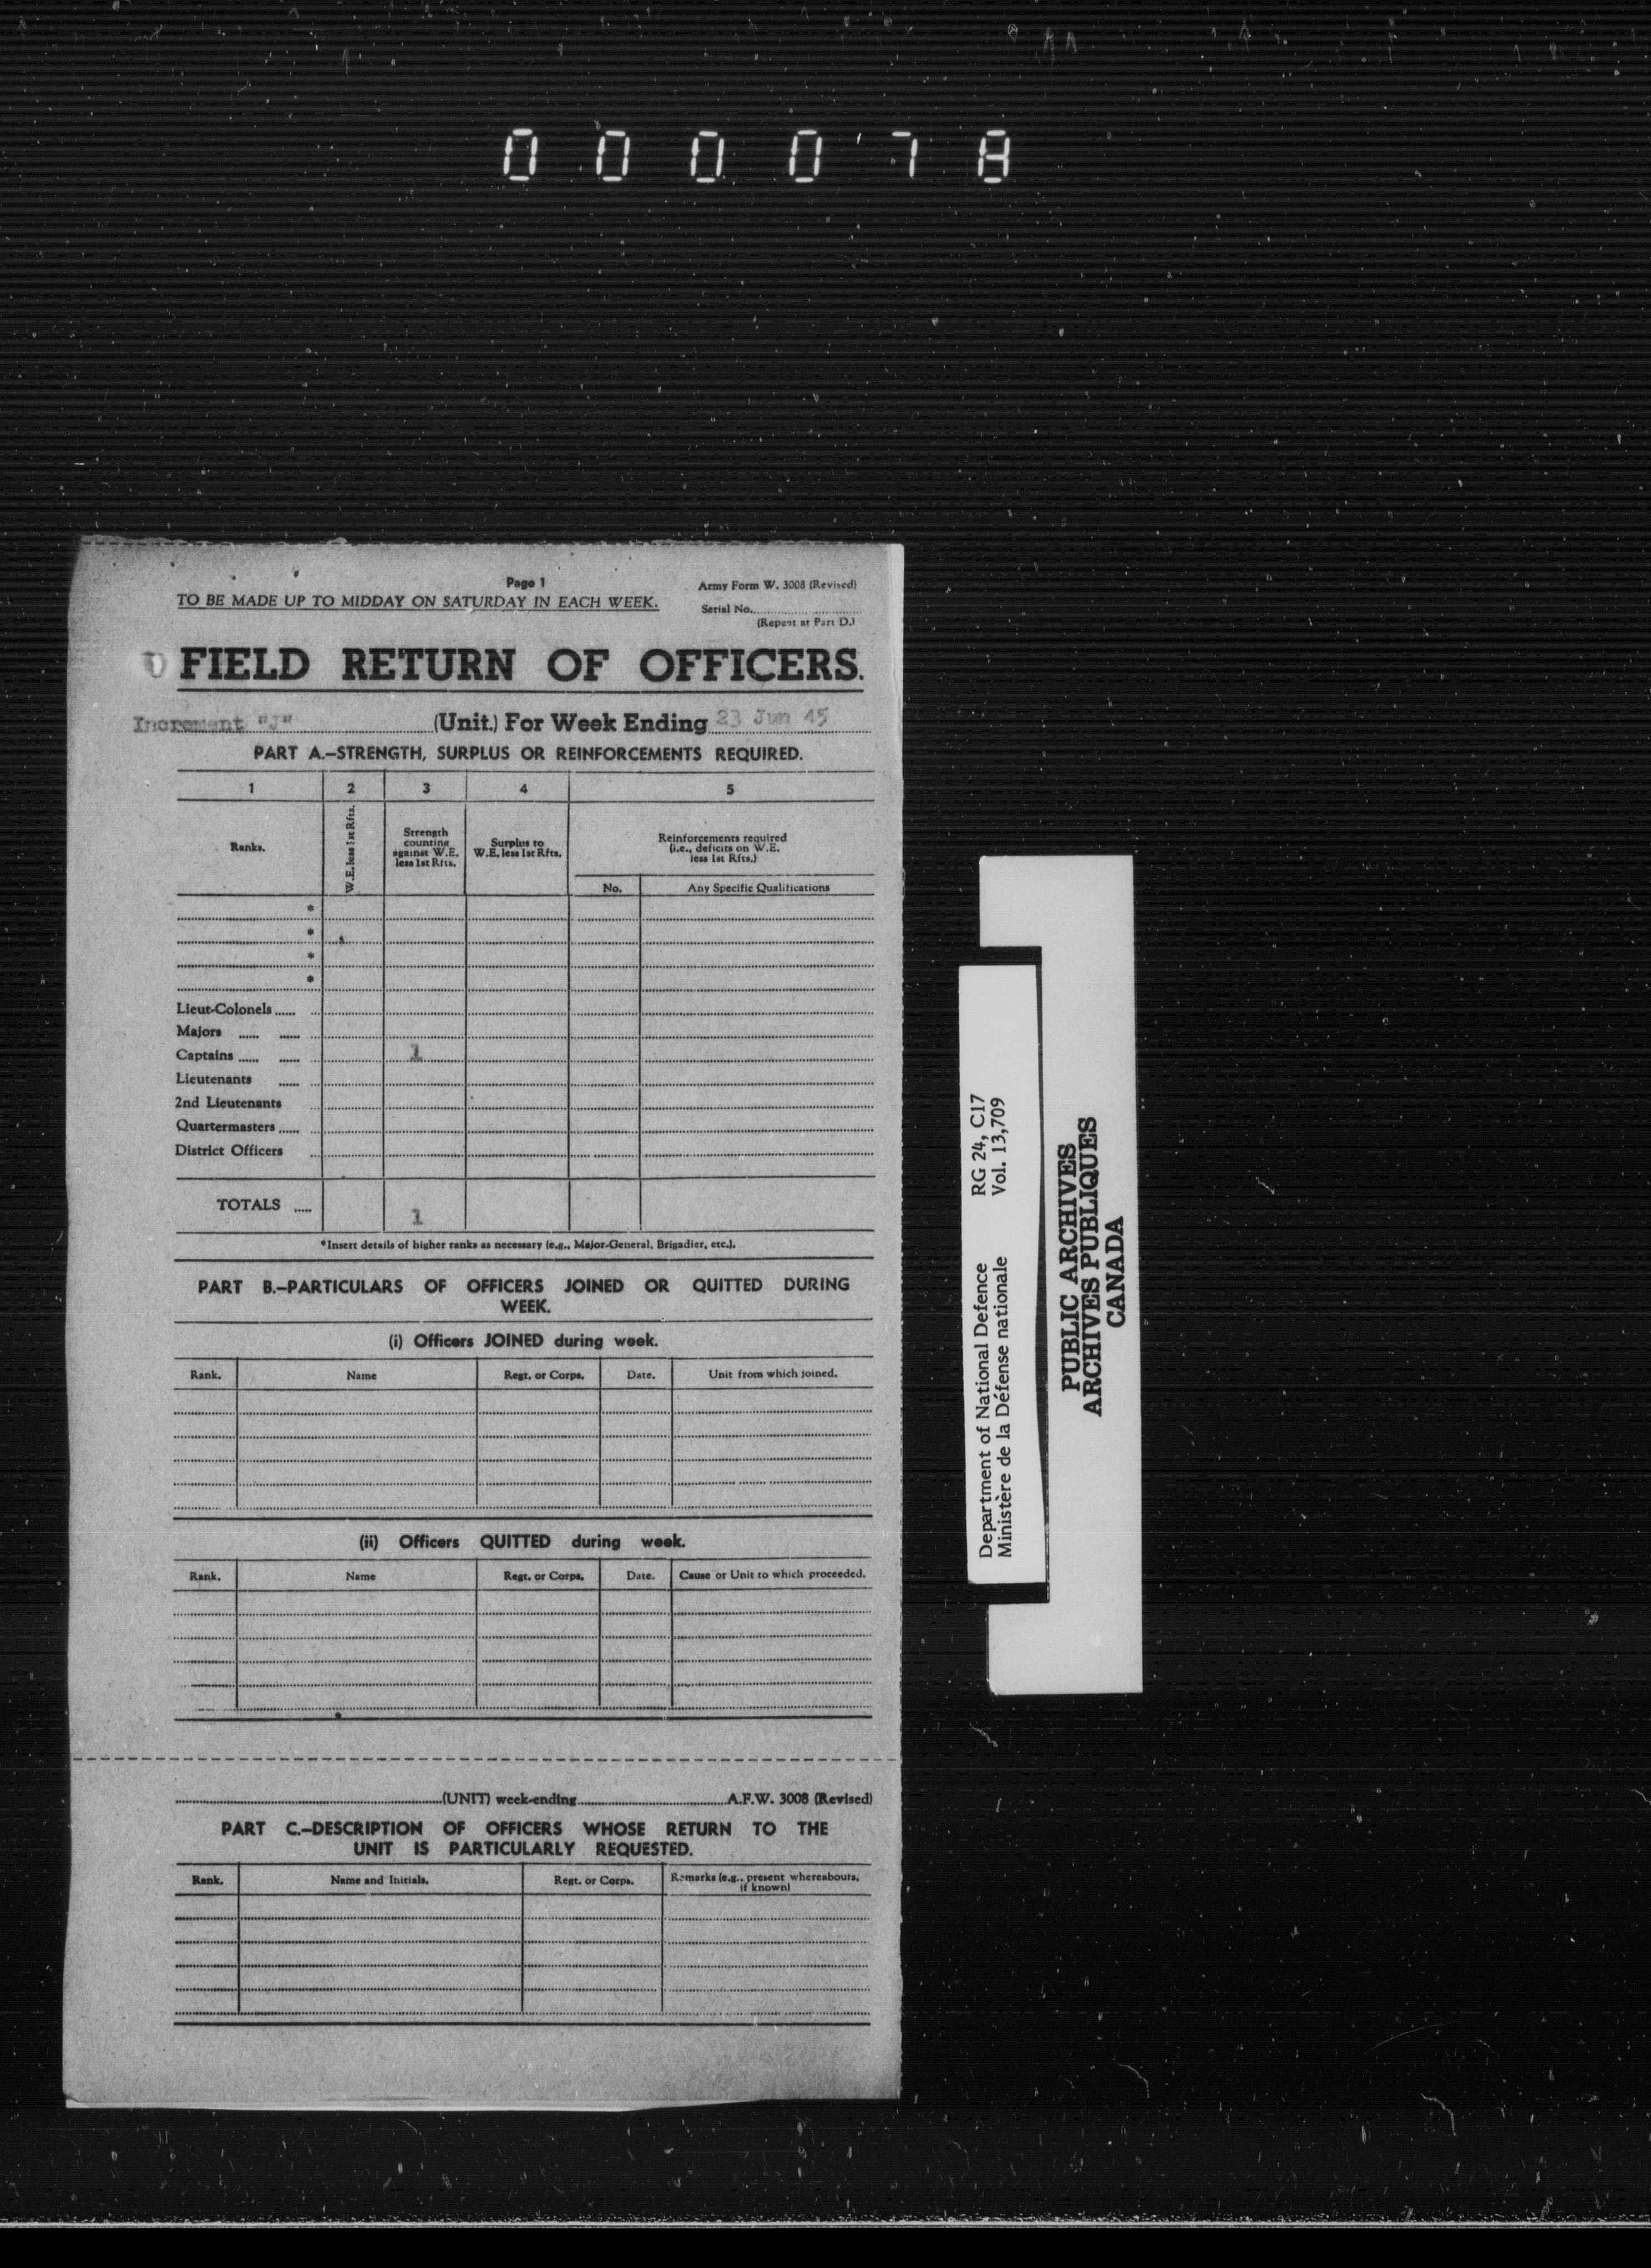 000078
Page 1
Army Form W. 3008 (Revised)
TO BE MADE UP TO MIDDAY ON SATURDAY IN EACH WEEK.
Serial No.
(Repeat at Part D.)
FIELD RETURN OF OFFICERS.
Increment "J" (Unit.) For Week Ending 23 Jun 45
PART A.—STRENGTH, SURPLUS OR REINFORCEMENTS REQUIRED.
1 2 3 4 5
Ranks.
W.E. less 1st Rfts.
Strength
counting
against W.E.
less 1st Rfts.
Surplus to
W.E. less 1st Rfts.
Reinforcements required
(i.e., deficits on W.E.
less 1st Rfts.)
No. Any Specific Qualifications
*
*
*
*
Lieut-Colonels
Majors
Captains 1
Lieutenants
2nd Lieutenants
Quartermasters
District Officers
TOTALS 1
*Insert details of higher ranks as necessary (e.g., Major-General, Brigadier, etc.).
PART B.—PARTICULARS OF OFFICERS JOINED OR QUITTED DURING
WEEK.
(i) Officers JOINED during week.
Rank. Name Regt. or Corps. Date. Unit from which joined.
(ii) Officers QUITTED during week.
Rank. Name Regt. or Corps. Date. Cause or Unit to which proceeded.
(UNIT) week-ending A.F.W. 3008 (Revised)
PART C.—DESCRIPTION OF OFFICERS WHOSE RETURN TO THE
UNIT IS PARTICULARLY REQUESTED.
Rank. Name and Initials. Regt. or Corps. Remarks (e.g., present whereabouts,
if known)
Department of National Defence RG 24, C17
Ministère de la Défense nationale Vol. 13,709
PUBLIC ARCHIVES
ARCHIVES PUBLIQUES
CANADA